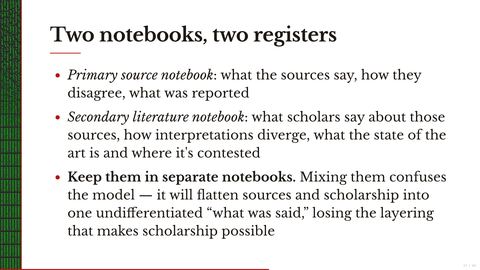 Two notebooks, two registers
• Primary source notebook: what the sources say, how they
disagree, what was reported
• Secondary literature notebook: what scholars say about those
sources, how interpretations diverge, what the state of the
art is and where it's contested
• Keep them in separate notebooks. Mixing them confuses
the model — it will flatten sources and scholarship into
one undifferentiated “what was said,” losing the layering
that makes scholarship possible